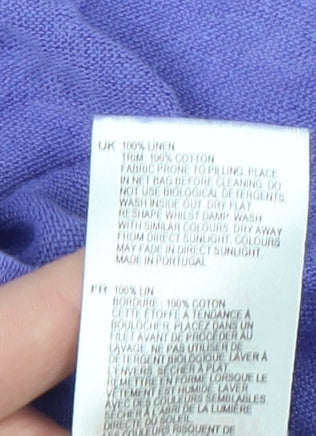 UK 100% LINEN
TRIM: 100% COTTON
FABRIC PRONE TO PILLING. PLACE
IN NET BAG BEFORE CLEANING. DO
NOT USE BIOLOGICAL DETERGENTS.
WASH INSIDE OUT. DRY FLAT.
RESHAPE WHILST DAMP. WASH
WITH SIMILAR COLOURS. DRY AWAY
FROM DIRECT SUNLIGHT. COLOURS
MAY FADE IN DIRECT SUNLIGHT.
MADE IN PORTUGAL
FR 100% LIN
BORDURE : 100% COTON
CETTE ÉTOFFE A TENDANCE À
BOULOCHER. PLACEZ DANS UN
FILET AVANT DE PROCÉDER AU
LAVAGE. NE PAS UTILISER DE
DÉTERGENT BIOLOGIQUE. LAVER À
L'ENVERS. SÉCHER À PLAT.
REMETTRE EN FORME LORSQUE LE
VÊTEMENT EST HUMIDE. LAVER
AVEC DES COULEURS SEMBLABLES.
SÉCHER À L'ABRI DE LA LUMIÈRE
DIRECTE DU SOLEIL.
LES COULEURS RISQUENT DE